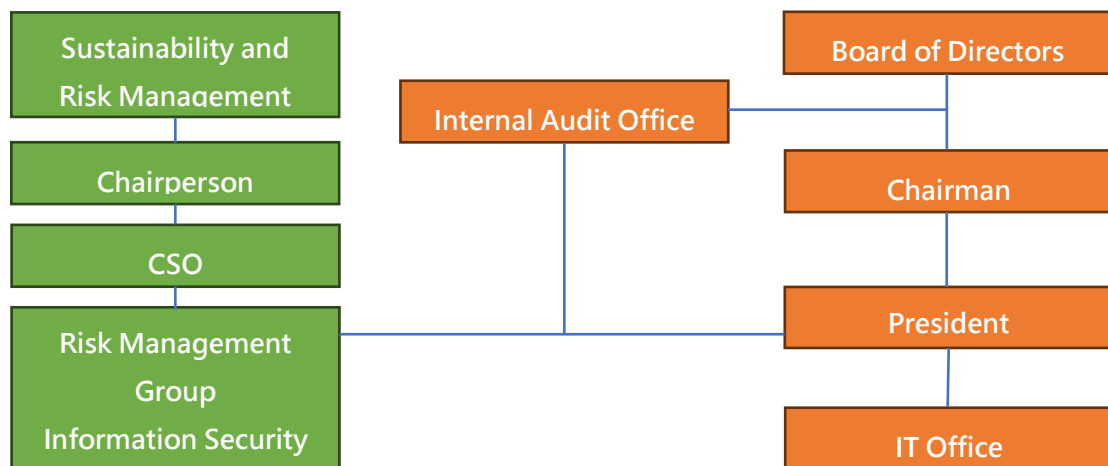 Sustainability and
Risk Management
Chairperson
CSO
Risk Management
Group
Information Security
Internal Audit Office
Board of Directors
Chairman
President
IT Office